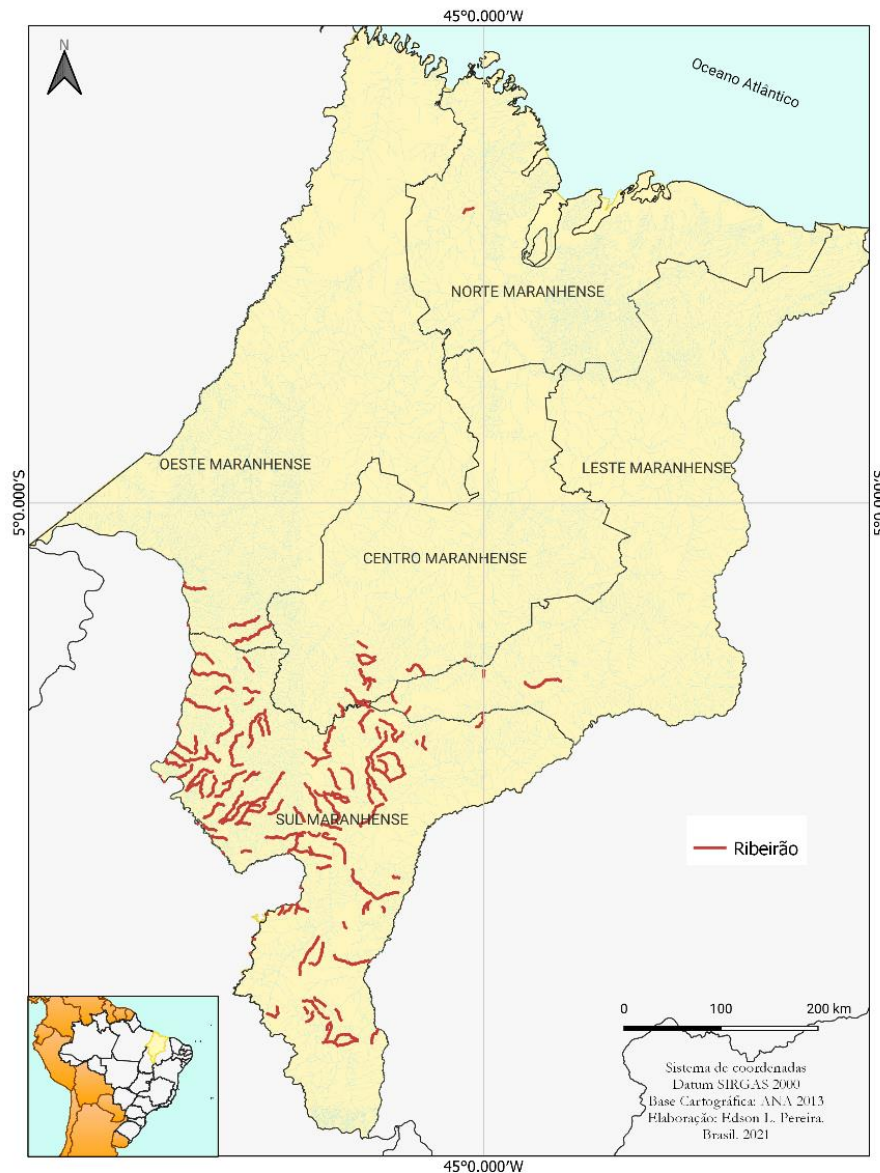 45°0.000'W
N
Oceano Atlântico
NORTE MARANHENSE
OESTE MARANHENSE
LESTE MARANHENSE
5°0.000'S
5°0.000'S
CENTRO MARANHENSE
SUL MARANHENSE
Ribeirão
0 100 200 km
Sistema de coordenadas
Datum SIRGAS 2000
Base Cartográfica: ANA 2013
Elaboração: Edson L. Pereira.
Brasil. 2021
45°0.000'W